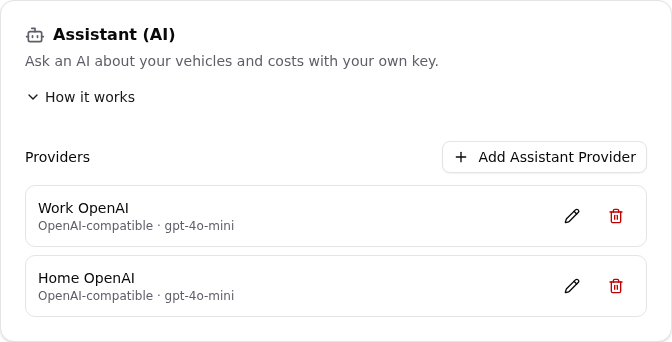 Assistant (AI)
Ask an AI about your vehicles and costs with your own key.
How it works
Providers
Add Assistant Provider
Work OpenAI
OpenAI-compatible · gpt-4o-mini
Home OpenAI
OpenAI-compatible · gpt-4o-mini